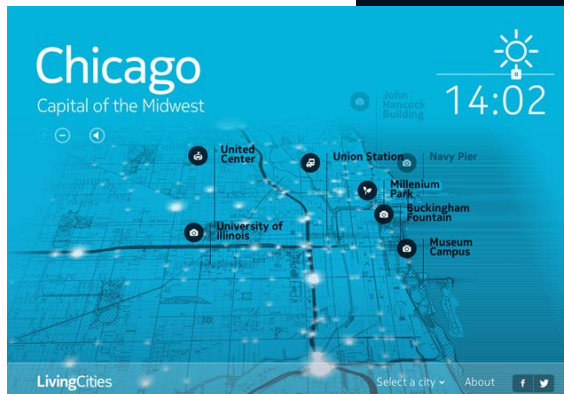 Chicago
Capital of the Midwest
14:02
John
Hancock
Building
United
Center
Union Station
Navy Pier
Millenium
Park
Buckingham
Fountain
University of
Illinois
Museum
Campus
LivingCities
Select a city
About